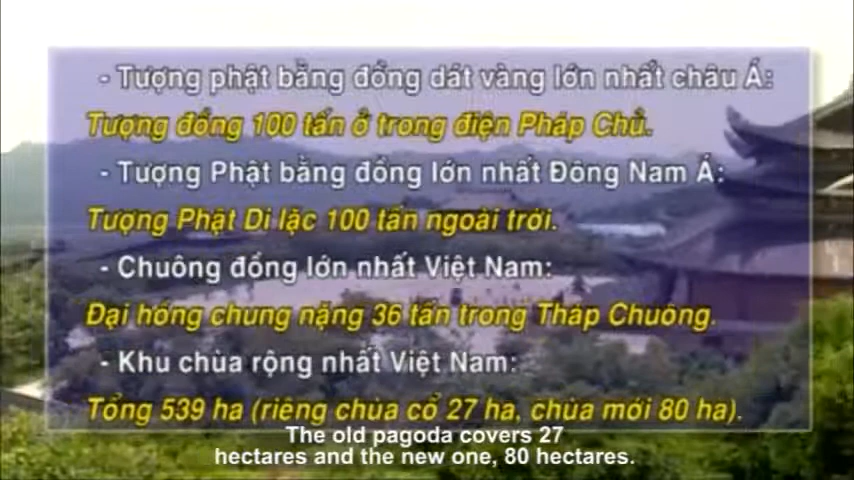 - Tượng phật bằng đồng dát vàng lớn nhất châu Á:
Tượng đồng 100 tấn ở trong điện Pháp Chủ.
- Tượng Phật bằng đồng lớn nhất Đông Nam Á:
Tượng Phật Di lặc 100 tấn ngoài trời.
- Chuông đồng lớn nhất Việt Nam:
Đại hồng chung nặng 36 tấn trong Tháp Chuông.
- Khu chùa rộng nhất Việt Nam:
Tổng 539 ha (riêng chùa cổ 27 ha, chùa mới 80 ha).
The old pagoda covers 27
hectares and the new one, 80 hectares.